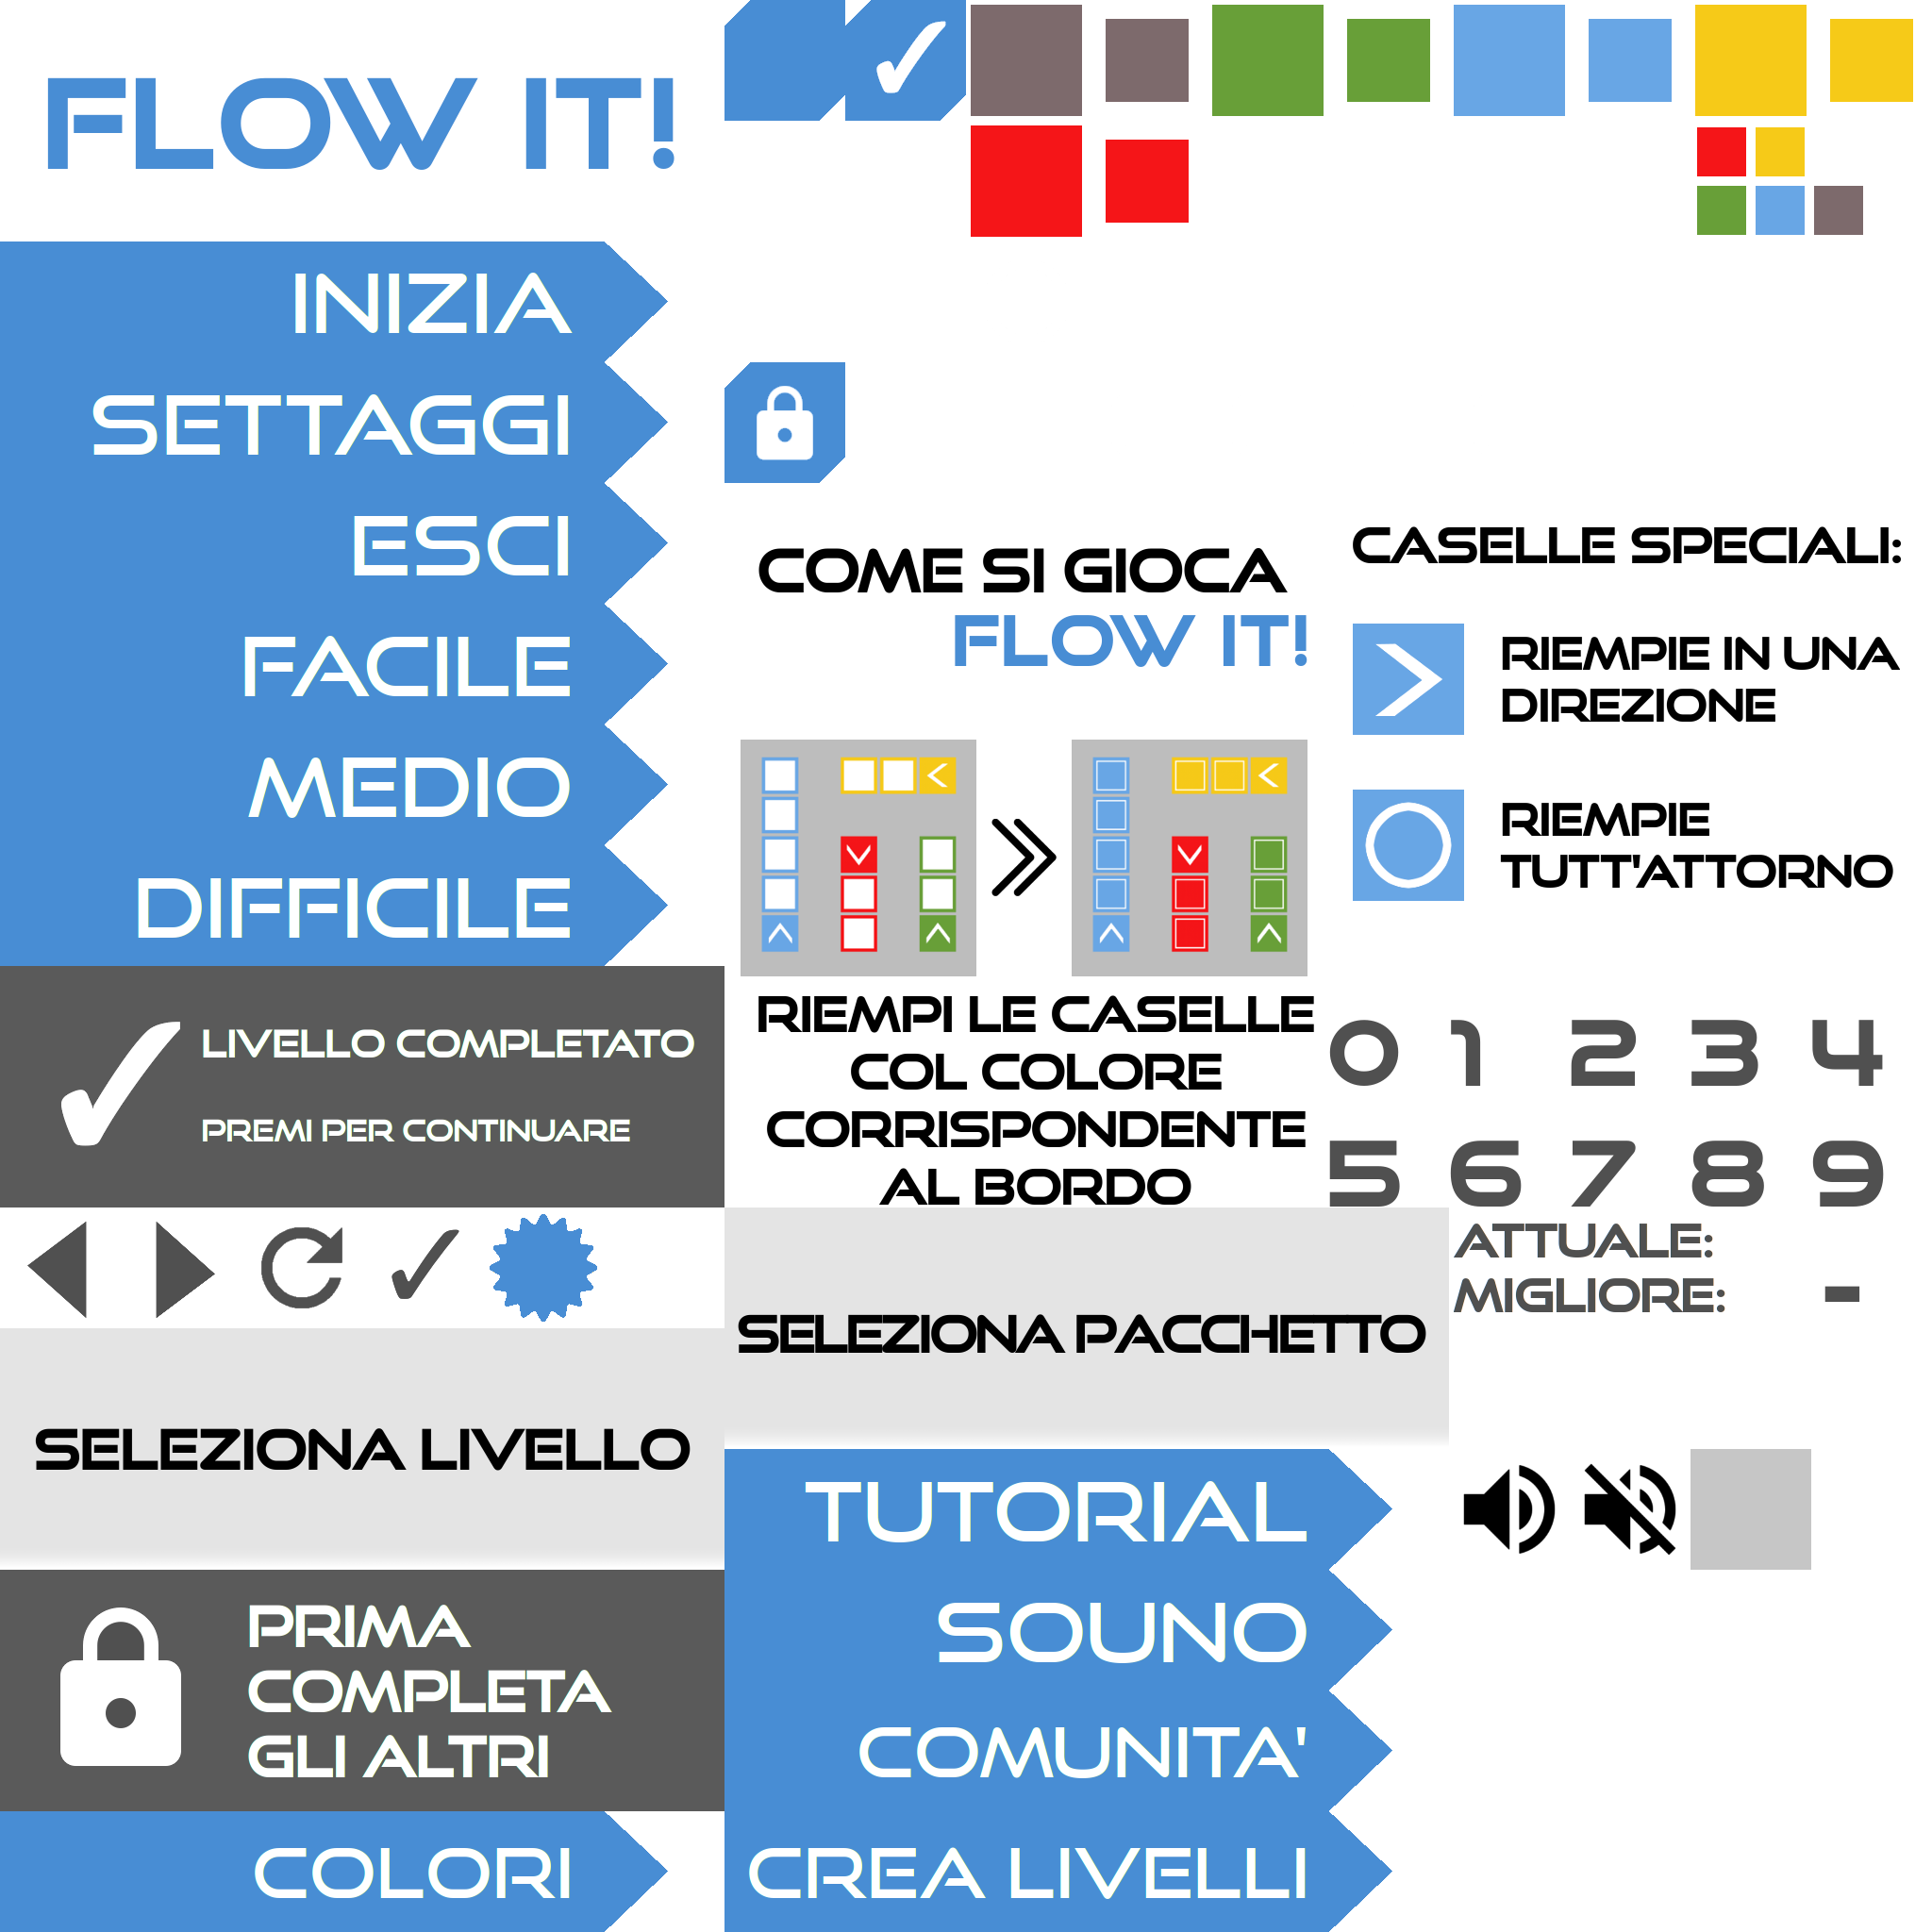 FLOW IT!
INIZIA
SETTAGGI
ESCI
FACILE
MEDIO
DIFFICILE
LIVELLO COMPLETATO
PREMI PER CONTINUARE
SELEZIONA LIVELLO
PRIMA
COMPLETA
GLI ALTRI
COLORI
COME SI GIOCA
FLOW IT!
RIEMPI LE CASELLE
COL COLORE
CORRISPONDENTE
AL BORDO
SELEZIONA PACCHETTO
TUTORIAL
SOUNO
COMUNITA'
CREA LIVELLI
CASELLE SPECIALI:
RIEMPIE IN UNA
DIREZIONE
RIEMPIE
TUTT'ATTORNO
0 1 2 3 4
5 6 7 8 9
ATTUALE:
MIGLIORE: -